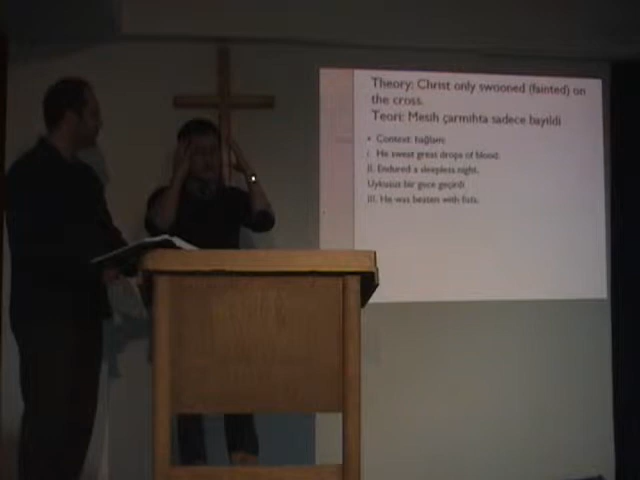 Theory: Christ only swooned (fainted) on
the cross.
Teori: Mesih çarmıhta sadece bayıldı
• Context: bağlam:
I. He sweat great drops of blood.
II. Endured a sleepless night.
Uykusuz bir gece geçirdi
III. He was beaten with fists.